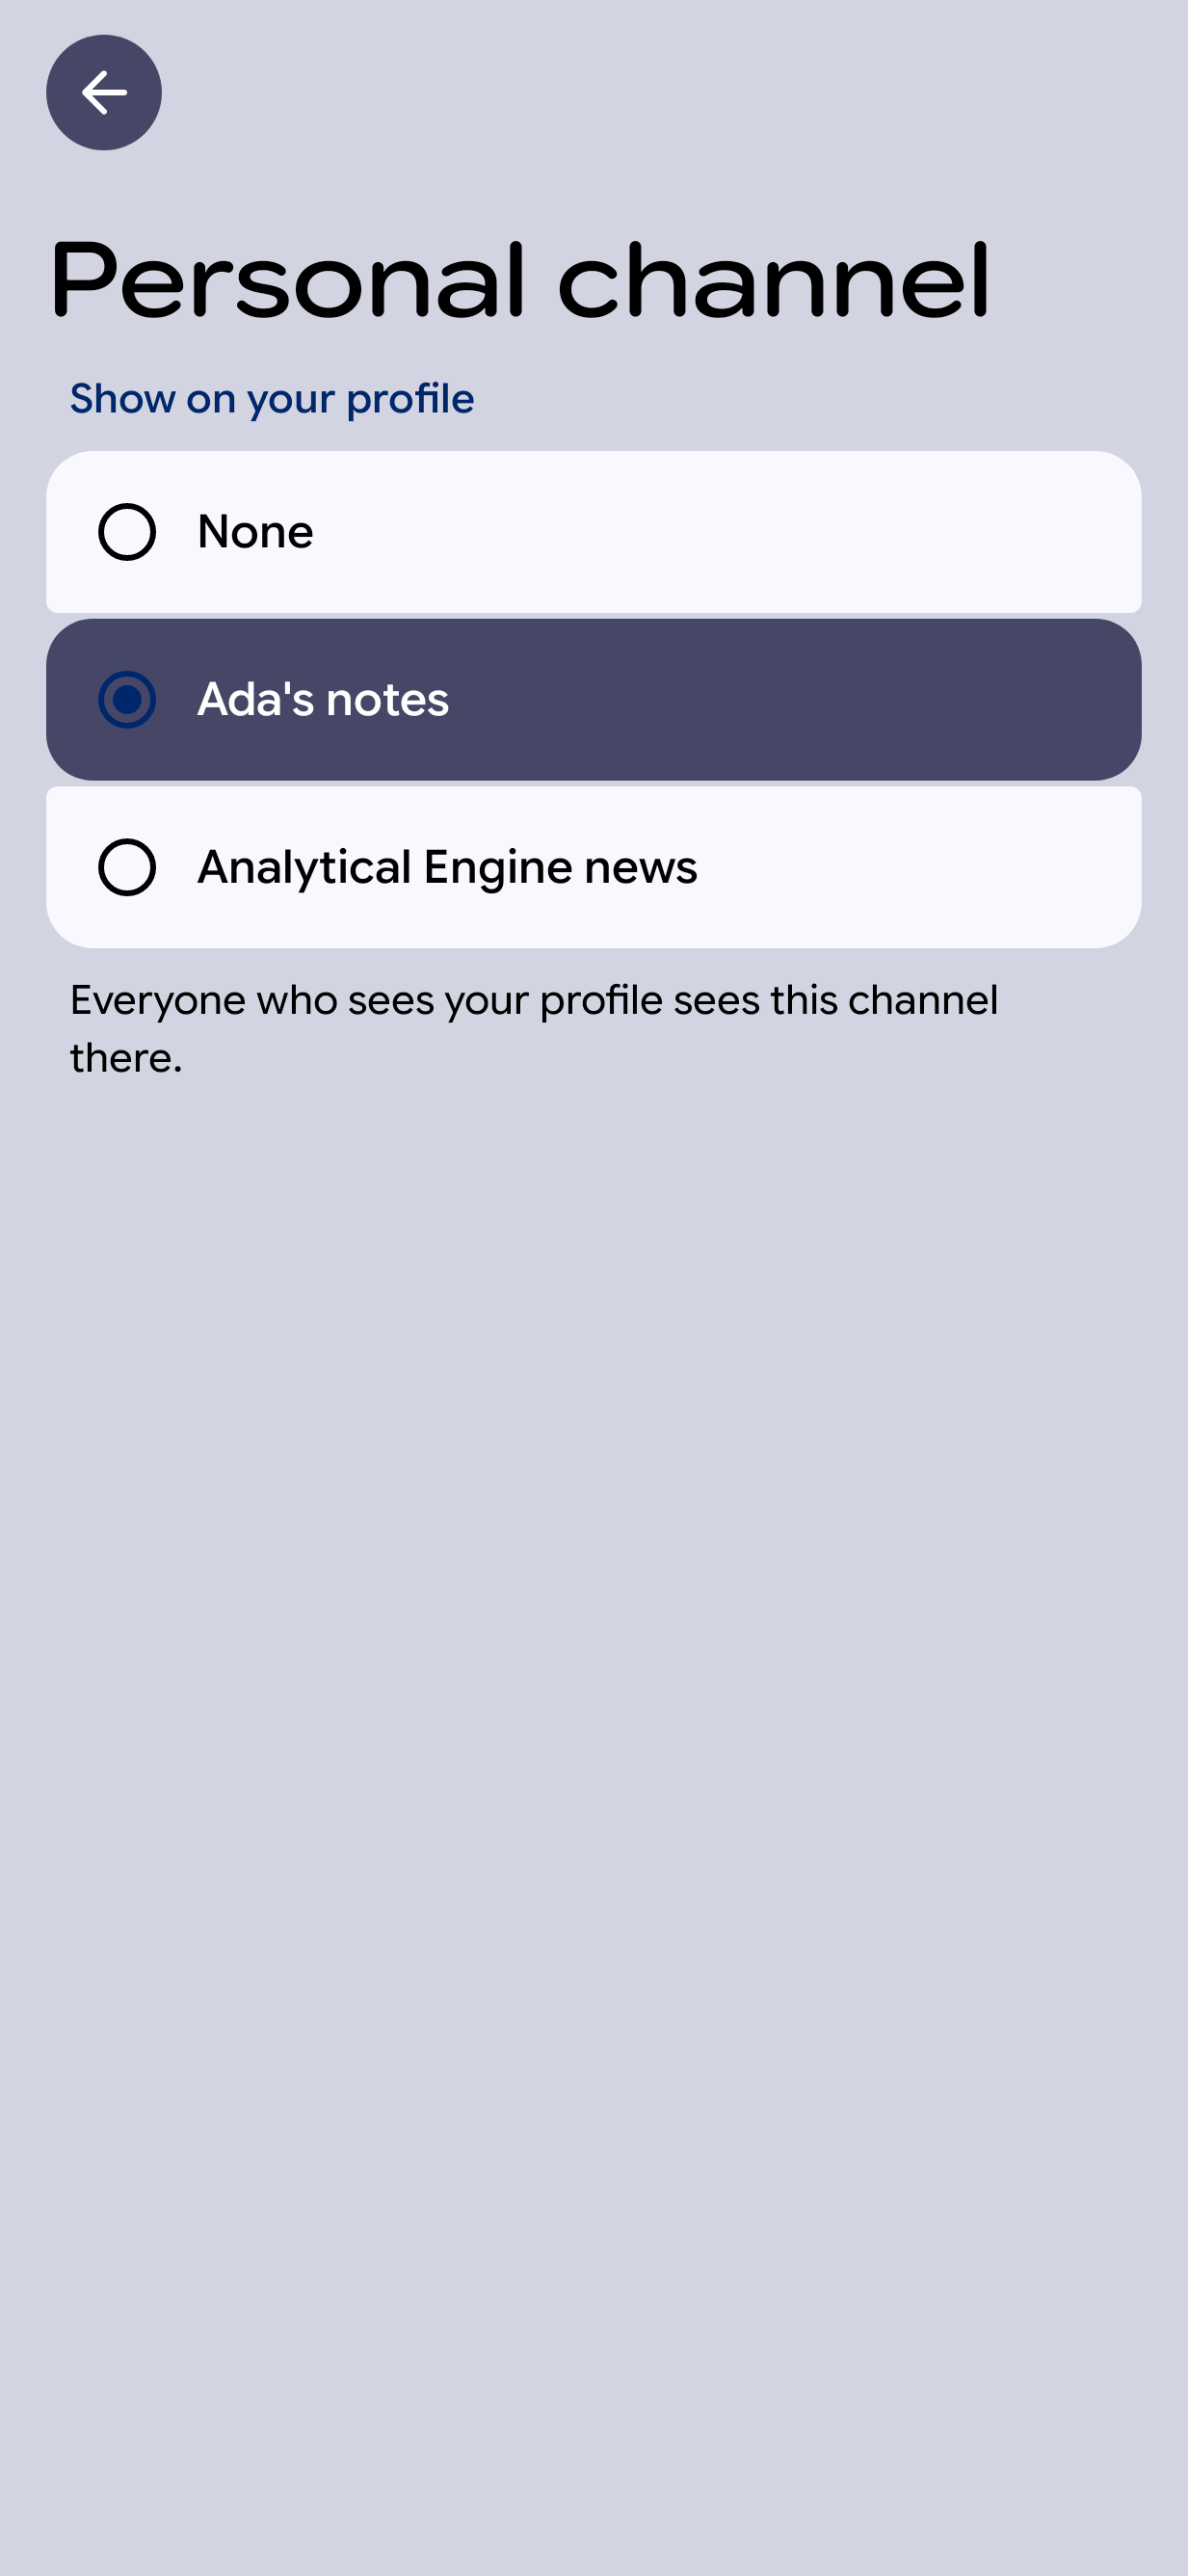 Personal channel
Show on your profile
None
Ada's notes
Analytical Engine news
Everyone who sees your profile sees this channel
there.